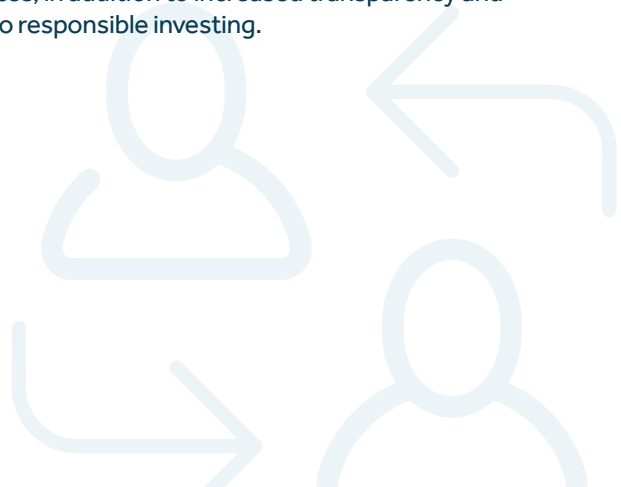 in addition to increased transparency and
o responsible investing.